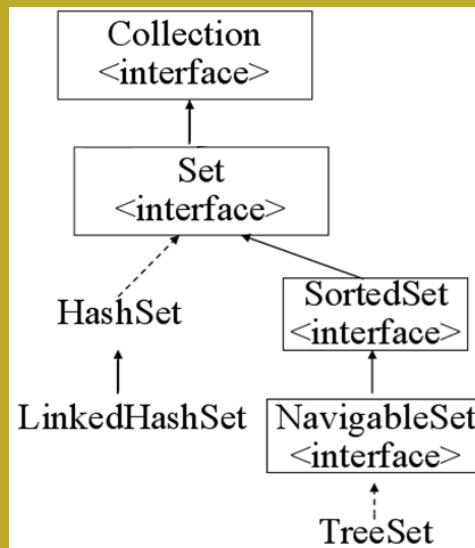 Collection
<interface>
Set
<interface>
HashSet
SortedSet
<interface>
LinkedHashSet
NavigableSet
<interface>
TreeSet